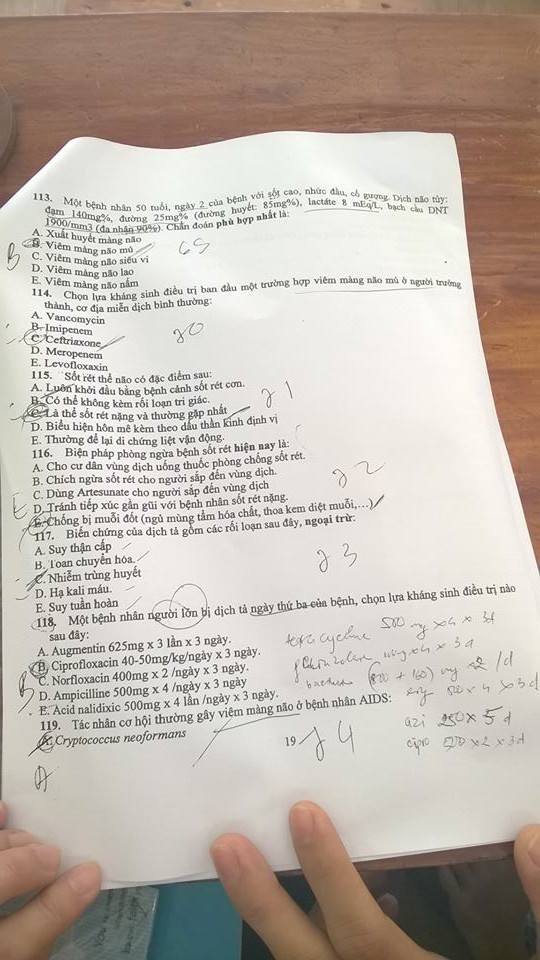 113. Một bệnh nhân 50 tuổi, ngày 2 của bệnh với sốt cao, nhức đầu, cổ gượng. Dịch não tủy:
đạm 140mg%, đường 25mg% (đường huyết: 85mg%), lactate 8 mEq/L, bạch cầu DNT
1900/mm3 (đa nhân 90%). Chẩn đoán phù hợp nhất là:
A. Xuất huyết màng não
B. Viêm màng não mủ
C. Viêm màng não siêu vi
D. Viêm màng não lao
E. Viêm màng não nấm
B
69
114. Chọn lựa kháng sinh điều trị ban đầu một trường hợp viêm màng não mủ ở người trưởng
thành, cơ địa miễn dịch bình thường:
A. Vancomycin
B. Imipenem
C. Ceftriaxone
D. Meropenem
E. Levofloxaxin
70
115. Sốt rét thể não có đặc điểm sau:
A. Luôn khởi đầu bằng bệnh cảnh sốt rét cơn.
B. Có thể không kèm rối loạn tri giác.
C. Là thể sốt rét nặng và thường gặp nhất
D. Biểu hiện hôn mê kèm theo dấu thần kinh định vị
E. Thường để lại di chứng liệt vận động.
71
116. Biện pháp phòng ngừa bệnh sốt rét hiện nay là:
A. Cho cư dân vùng dịch uống thuốc phòng chống sốt rét.
B. Chích ngừa sốt rét cho người sắp đến vùng dịch.
C. Dùng Artesunate cho người sắp đến vùng dịch
D. Tránh tiếp xúc gần gũi với bệnh nhân sốt rét nặng.
E. Chống bị muỗi đốt (ngủ mùng tẩm hóa chất, thoa kem diệt muỗi,...)
E
72
117. Biến chứng của dịch tả gồm các rối loạn sau đây, ngoại trừ:
A. Suy thận cấp
B. Toan chuyển hóa.
C. Nhiễm trùng huyết
D. Hạ kali máu.
E. Suy tuần hoàn
73
118. Một bệnh nhân người lớn bị dịch tả ngày thứ ba của bệnh, chọn lựa kháng sinh điều trị nào
sau đây:
A. Augmentin 625mg x 3 lần x 3 ngày.
B. Ciprofloxacin 40-50mg/kg/ngày x 3 ngày.
C. Norfloxacin 400mg x 2 /ngày x 3 ngày.
D. Ampicilline 500mg x 4 /ngày x 3 ngày
E. Acid nalidixic 500mg x 4 lần /ngày x 3 ngày.
B
tetracycline 500 mg x4 x 3d
x4 x 3d
bactrim (800 + 160) mg x2 /d
ery 500 x 4 x 3d
azi 250 x 5 d
cipro 500 x 2 x 3d
119. Tác nhân cơ hội thường gây viêm màng não ở bệnh nhân AIDS:
A. Cryptococcus neoformans
A
19
74